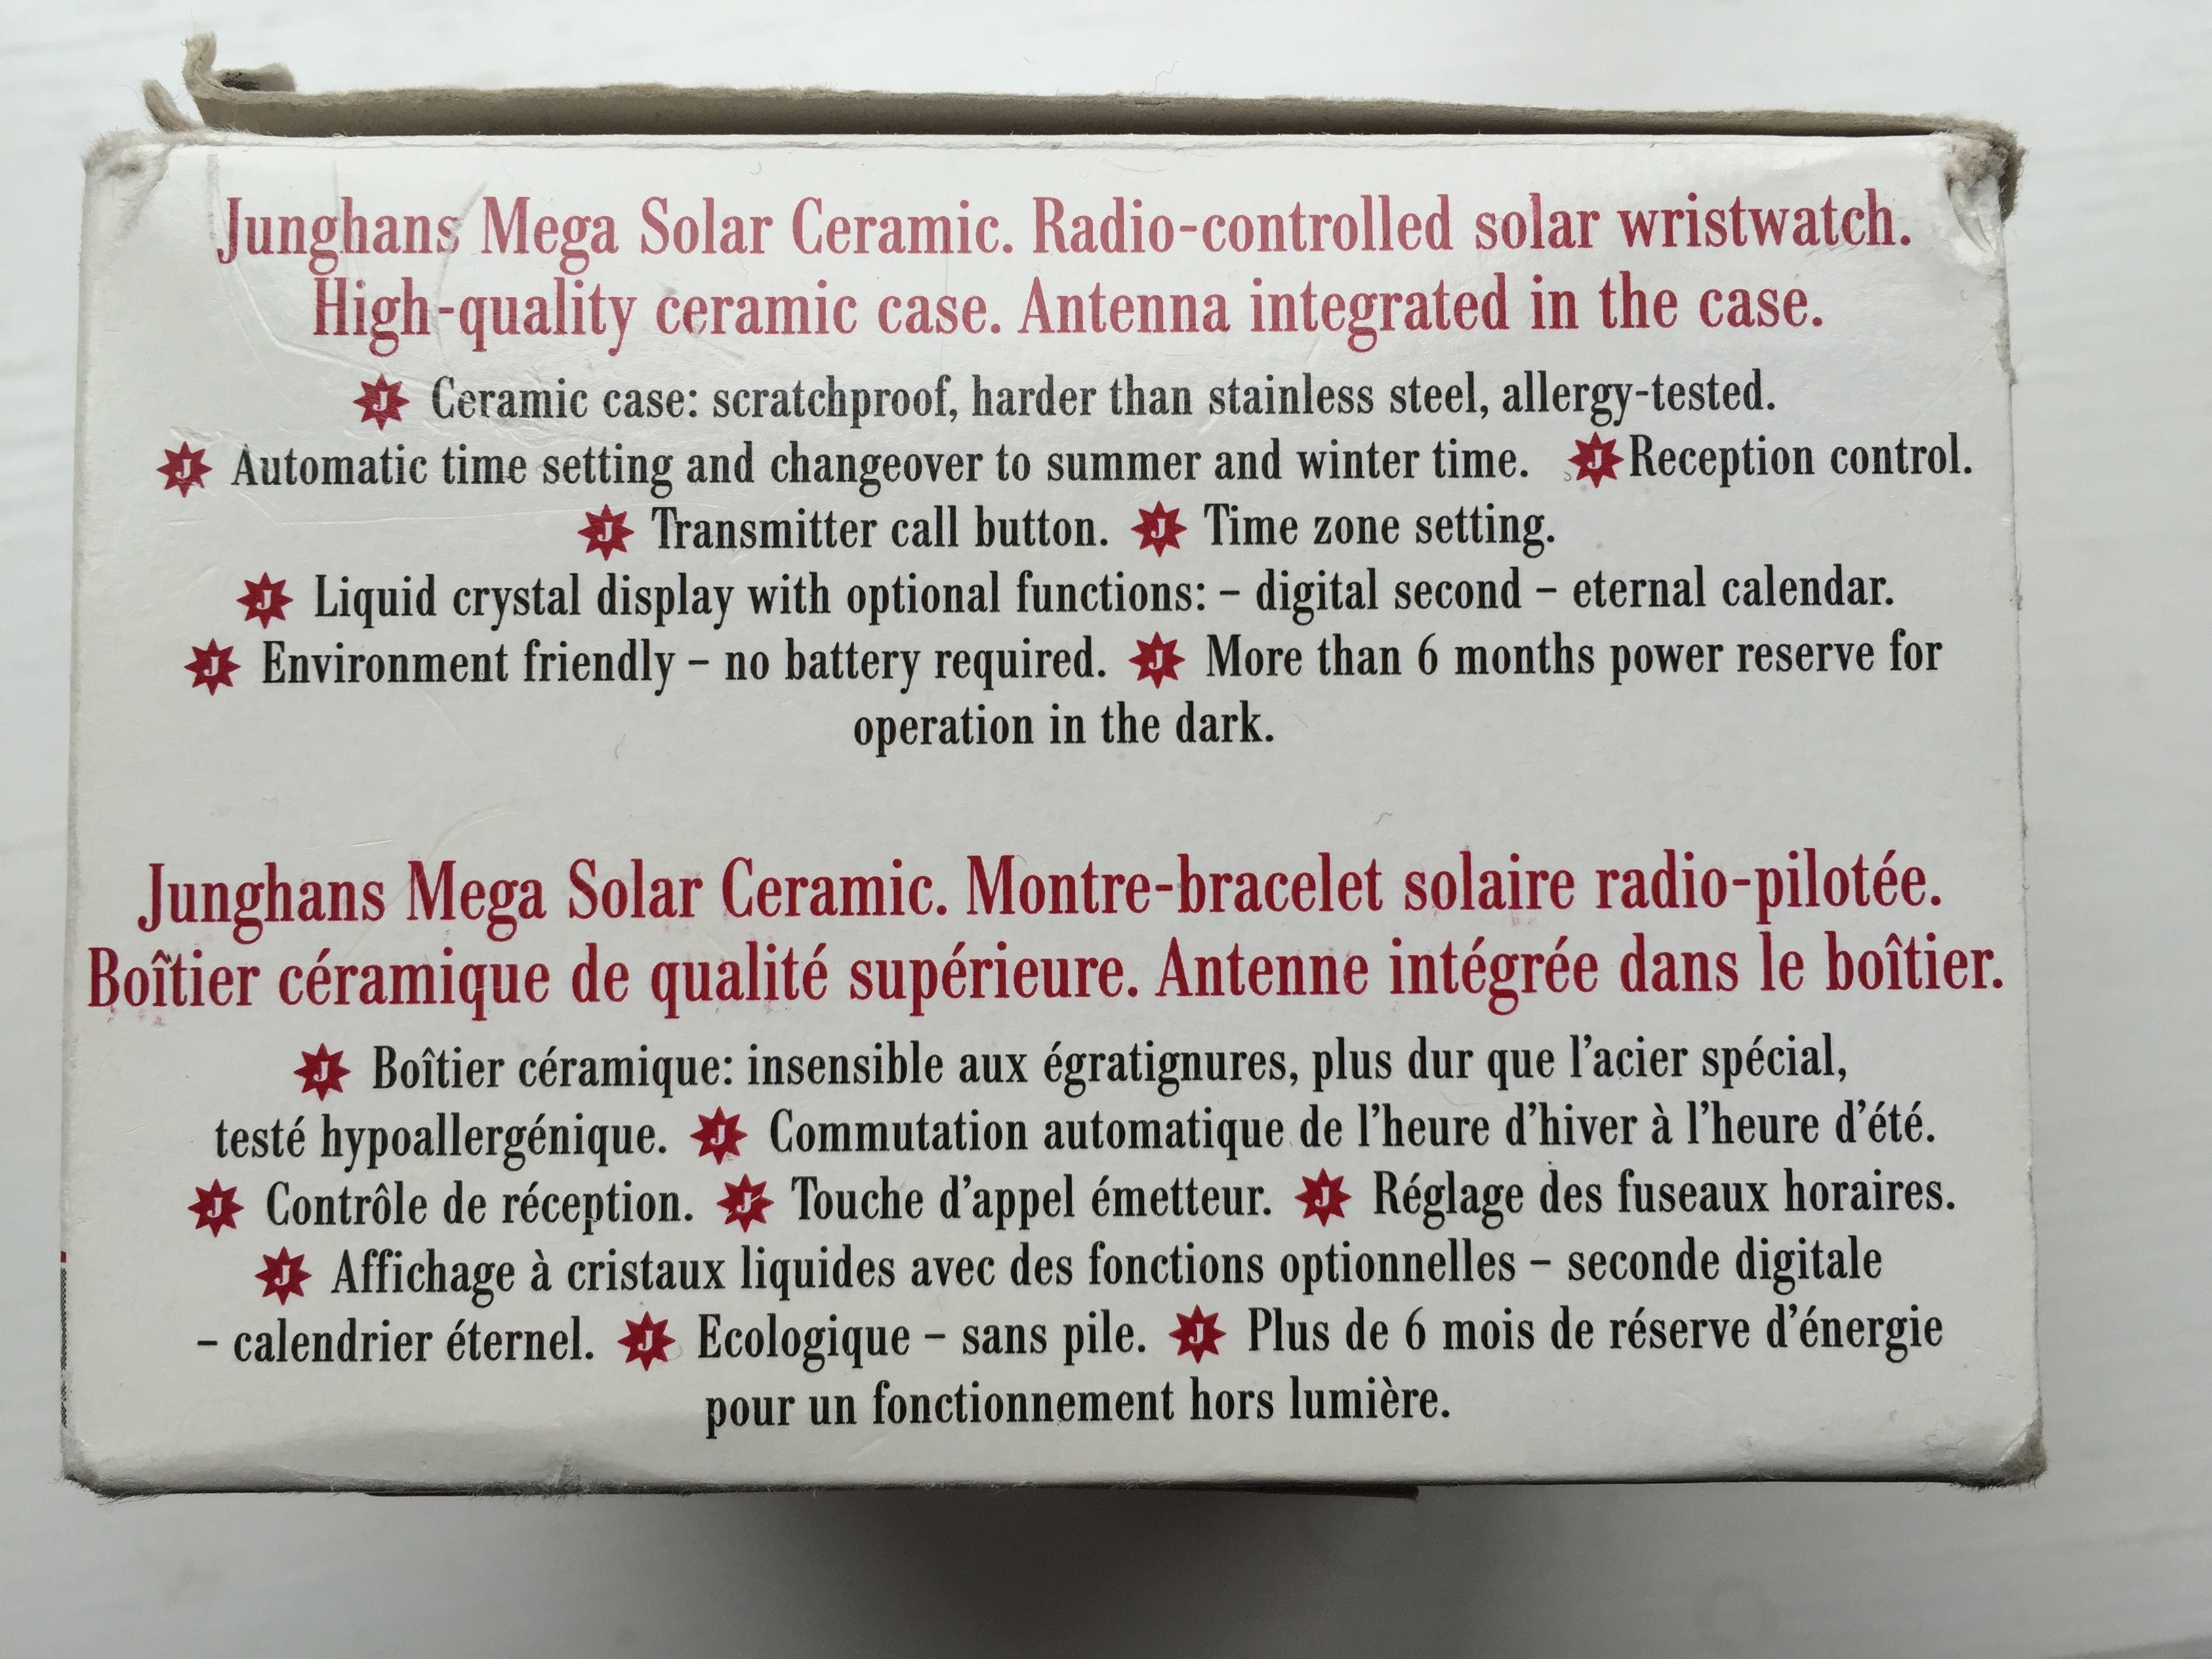 Junghans Mega Solar Ceramic. Radio-controlled solar wristwatch.
High-quality ceramic case. Antenna integrated in the case.
J Ceramic case: scratchproof, harder than stainless steel, allergy-tested.
J Automatic time setting and changeover to summer and winter time. J Reception control.
J Transmitter call button. J Time zone setting.
J Liquid crystal display with optional functions: – digital second – eternal calendar.
J Environment friendly – no battery required. J More than 6 months power reserve for
operation in the dark.
Junghans Mega Solar Ceramic. Montre-bracelet solaire radio-pilotée.
Boîtier céramique de qualité supérieure. Antenne intégrée dans le boîtier.
J Boîtier céramique: insensible aux égratignures, plus dur que l'acier spécial,
testé hypoallergénique. J Commutation automatique de l'heure d'hiver à l'heure d'été.
J Contrôle de réception. J Touche d'appel émetteur. J Réglage des fuseaux horaires.
J Affichage à cristaux liquides avec des fonctions optionnelles – seconde digitale
– calendrier éternel. J Ecologique – sans pile. J Plus de 6 mois de réserve d'énergie
pour un fonctionnement hors lumière.